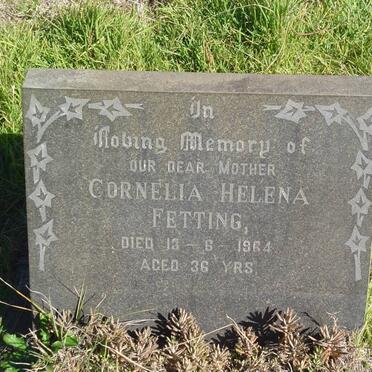 In
Loving Memory of
OUR DEAR MOTHER
CORNELIA HELENA
FETTING,
DIED 13 - 6 - 1964
AGED 36 YRS